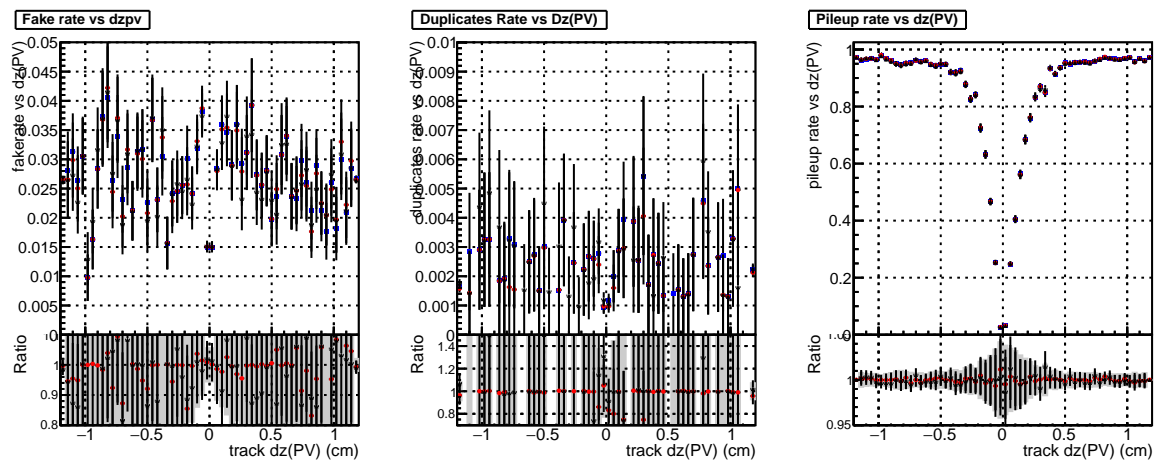 Fake rate vs dzpv
fakerate vs dz(PV)
0.05
0.045
0.04
0.035
0.03
0.025
0.02
0.015
0.01
0.005
0
Ratio
1
0.9
0.8
−1 −0.5 0 0.5 1
track dz(PV) (cm)
Duplicates Rate vs Dz(PV)
duplicates rate vs dz(PV)
0.01
0.009
0.008
0.007
0.006
0.005
0.004
0.003
0.002
0.001
0
Ratio
1.4
1.2
1
0.8
−1 −0.5 0 0.5 1
track dz(PV) (cm)
Pileup rate vs dz(PV)
pileup rate vs dz(PV)
1
0.8
0.6
0.4
0.2
0
Ratio
1
0.95
−1 −0.5 0 0.5 1
track dz(PV) (cm)